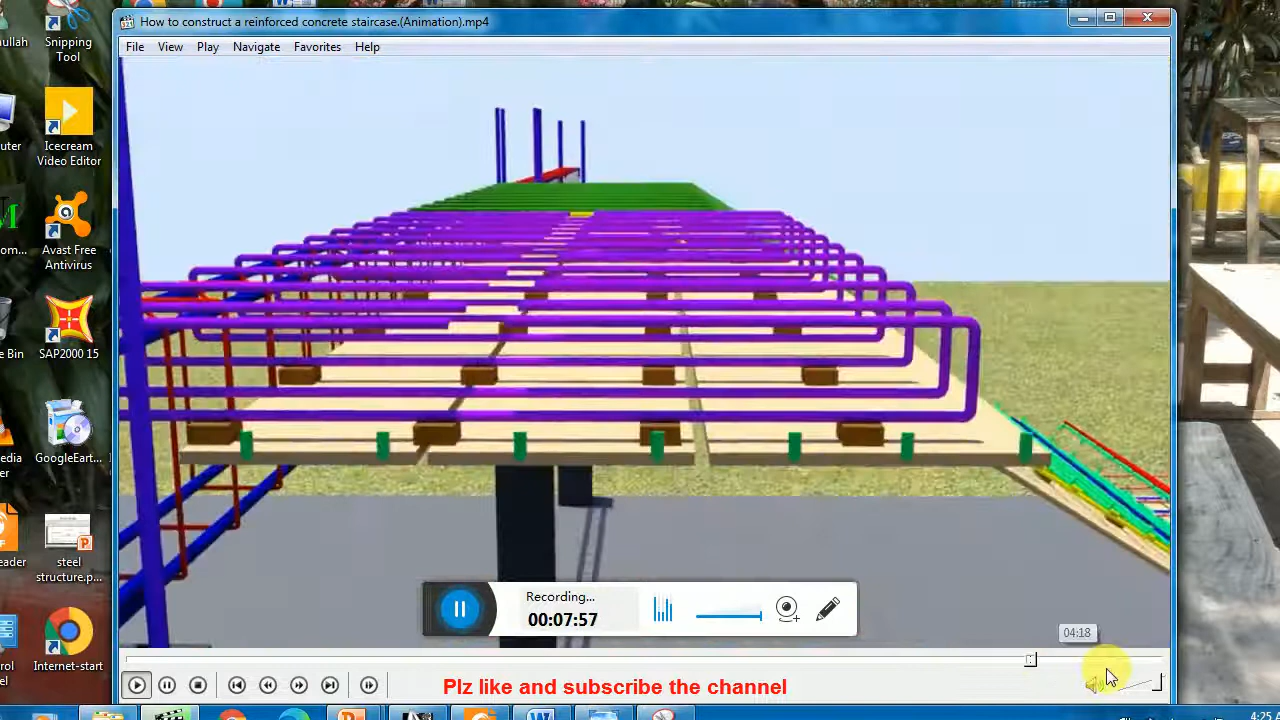 How to construct a reinforced concrete staircase.(Animation).mp4
File View Play Navigate Favorites Help
Snipping
Tool
Icecream
Video Editor
Avast Free
Antivirus
SAP2000 15
GoogleEart...
steel
structure.p...
Internet-start
Recording...
00:07:57
04:18
Plz like and subscribe the channel